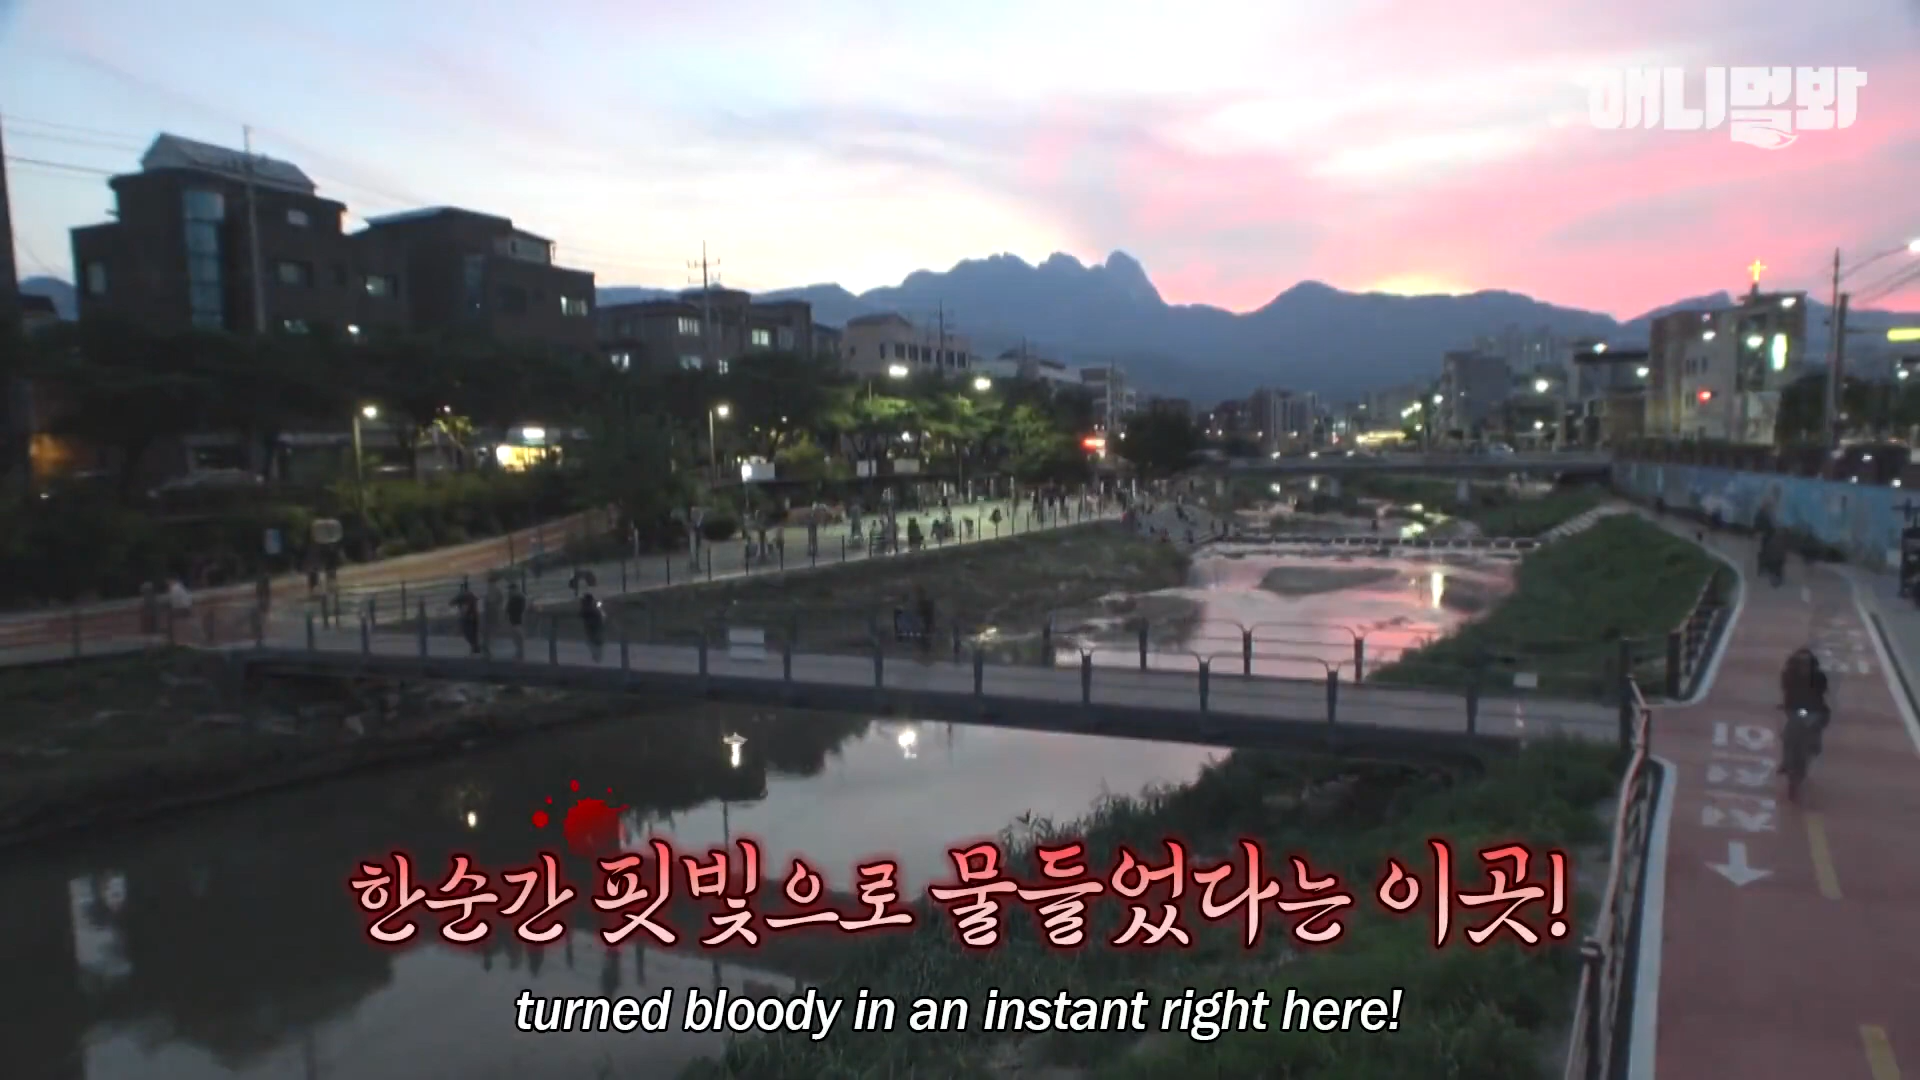 애니멀봐
한순간 핏빛으로 물들었다는 이곳!
turned bloody in an instant right here!